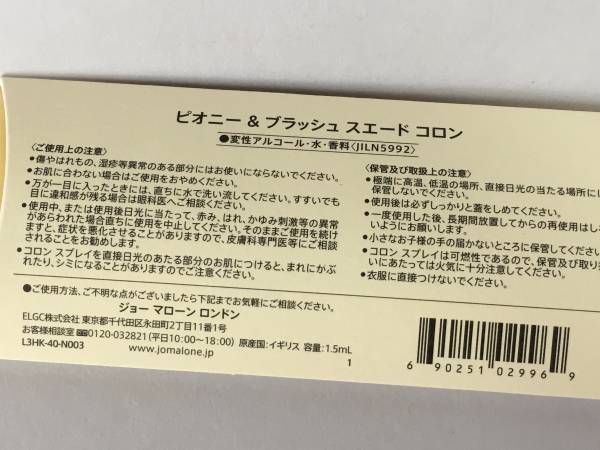 ピオニー & ブラッシュ スエード コロン
●変性アルコール・水・香料〈JILN5992〉
〈ご使用上の注意〉
●傷やはれもの、湿疹等異常のある部分にはお使いにならないでください。
●お肌に合わない場合はご使用をおやめください。
●万が一目に入ったときには、直ちに水で洗い流してください。すすいでも
目に違和感が残る場合は眼科医へご相談ください。
●使用中、または使用後日光に当たって、赤み、はれ、かゆみ刺激等の異常
があらわれた場合直ちに使用を中止してください。そのままご使用を続け
ますと、症状を悪化させることがありますので、皮膚科専門医等にご相談
されることをお勧めします。
●コロン スプレイを直接日光のあたる部分のお肌につけると、まれにかぶ
れたり、シミになることがありますのでご注意ください。
〈保管及び取扱上の注意〉
●極端に高温、低温の場所、直接日光の当たる場所に
保管しないでください。
●使用後は必ずしっかりと蓋をしめてください。
●一度使用した後、長期間放置してからの再使用はし
いようにお願いします。
●小さなお子様の手の届かないところに保管してくださ
●コロン スプレイは可燃性であるので、保管及び取り
いにあたっては火気に十分注意してください。
●衣服に直接つけないでください。
●ご使用方法、ご不明な点がございましたら下記までお気軽にご相談ください。
ジョー マローン ロンドン
ELGC株式会社 東京都千代田区永田町2丁目11番1号
お客様相談室 0120-032821(平日10:00~18:00) 原産国:イギリス 容量:1.5mL
L3HK-40-N003
www.jomalone.jp
1
6 90251 02996 9